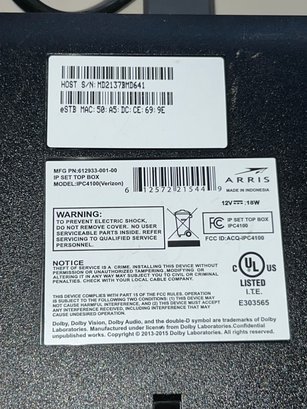 HOST S/N: MD2137BMD641
eSTB MAC: 50:A5:DC:CE:69:9E
MFG PN:612933-001-00
IP SET TOP BOX
MODEL:IPC4100(Verizon)
6 12572 21544 9
ARRIS
MADE IN INDONESIA
12V⎓ 18W
WARNING:
TO PREVENT ELECTRIC SHOCK,
DO NOT REMOVE COVER. NO USER
SERVICEABLE PARTS INSIDE. REFER
SERVICING TO QUALIFIED SERVICE
PERSONNEL.
FC IP SET TOP BOX
IPC4100
FCC ID:ACQ-IPC4100
NOTICE
THEFT OF SERVICE IS A CRIME. INSTALLING THIS DEVICE
WITHOUT PERMISSION OR UNAUTHORIZED TAMPERING, MODIFYING OR
ALTERING IT MAY SUBJECT YOU TO CIVIL OR CRIMINAL
PENALTIES. CHECK WITH YOUR LOCAL CABLE COMPANY.
C UL US
LISTED
I.T.E.
E303565
THIS DEVICE COMPLIES WITH PART 15 OF THE FCC RULES. OPERATION IS
SUBJECT TO THE FOLLOWING TWO CONDITIONS: (1) THIS DEVICE MAY
NOT CAUSE HARMFUL INTERFERENCE, AND (2) THIS DEVICE MUST
ACCEPT ANY INTERFERENCE RECEIVED, INCLUDING INTERFERENCE THAT
MAY CAUSE UNDESIRED OPERATION.
Dolby, Dolby Vision, Dolby Audio, and the double-D symbol are trademarks of Dolby
Laboratories. Manufactured under license from Dolby Laboratories.Confidential
unpublished works. Copyright © 2013-2015 Dolby Laboratories.